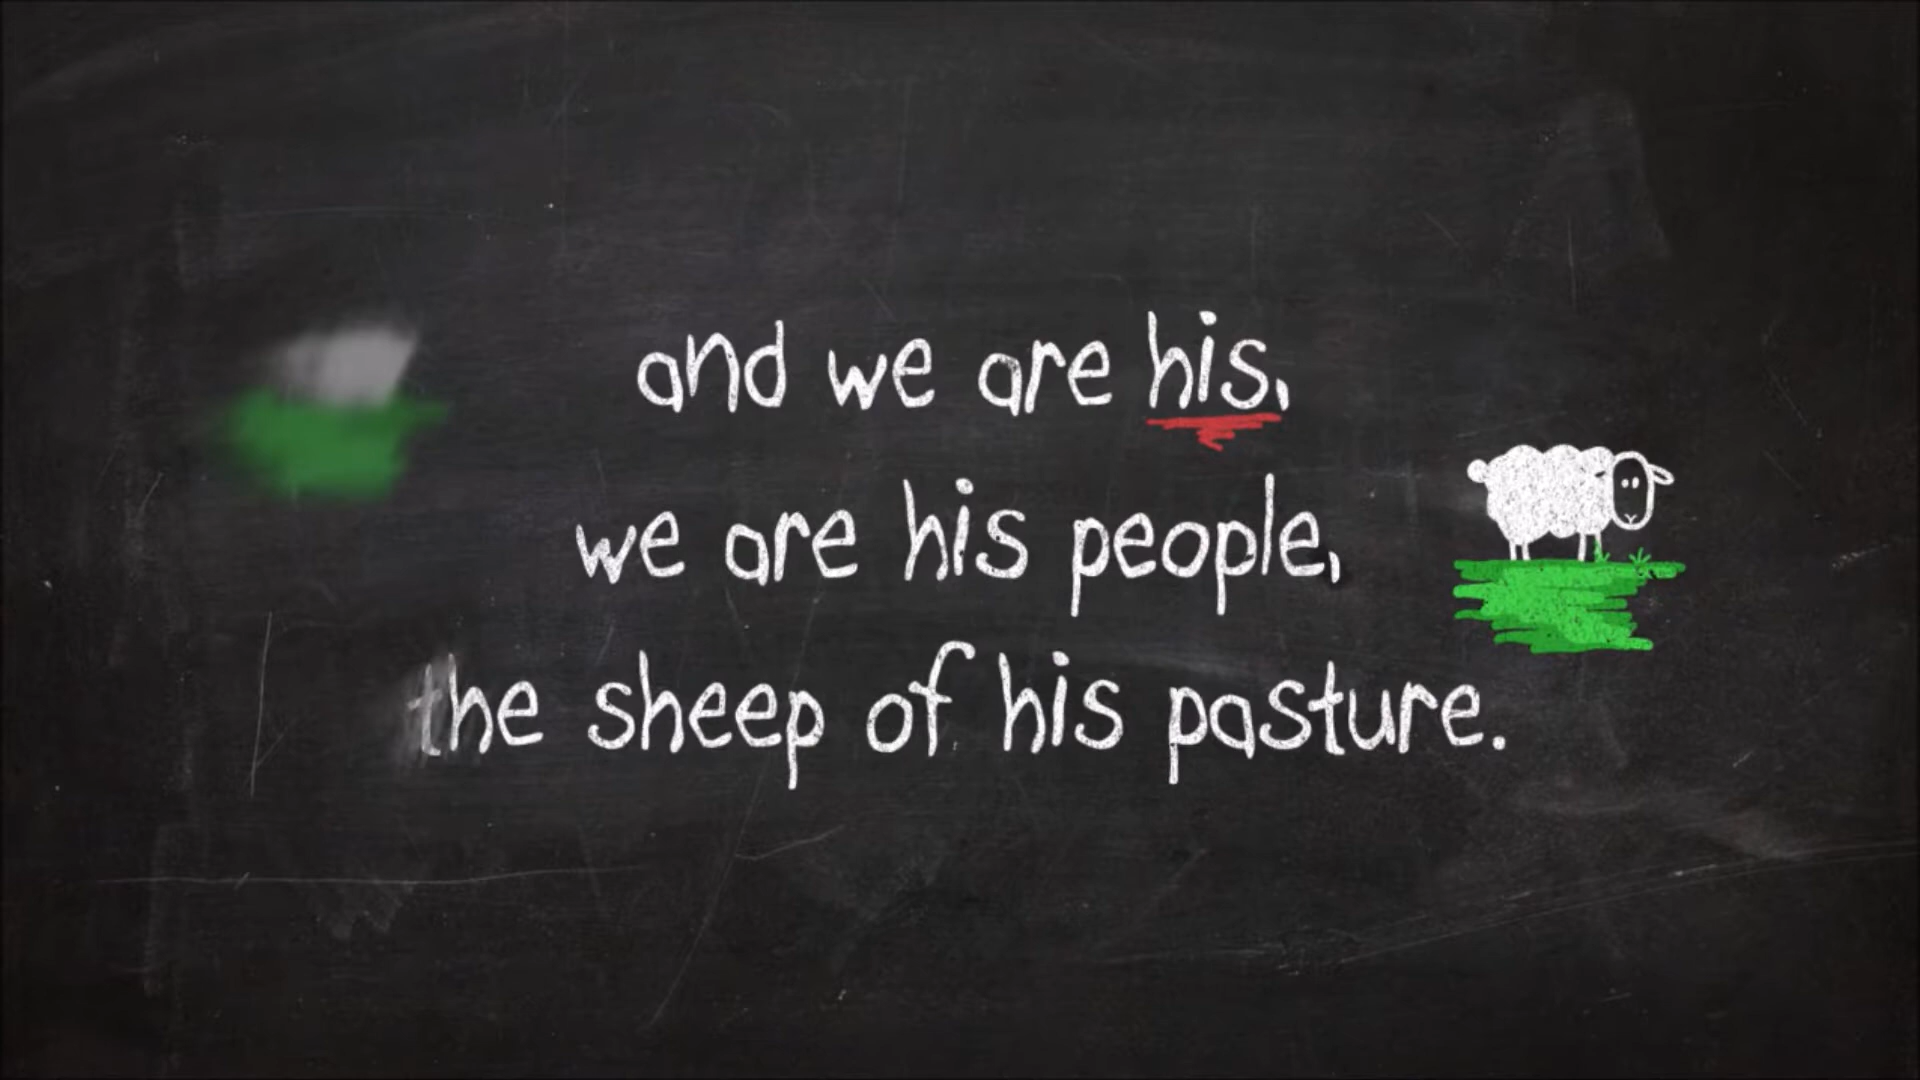 and we are his,
we are his people,
the sheep of his pasture.